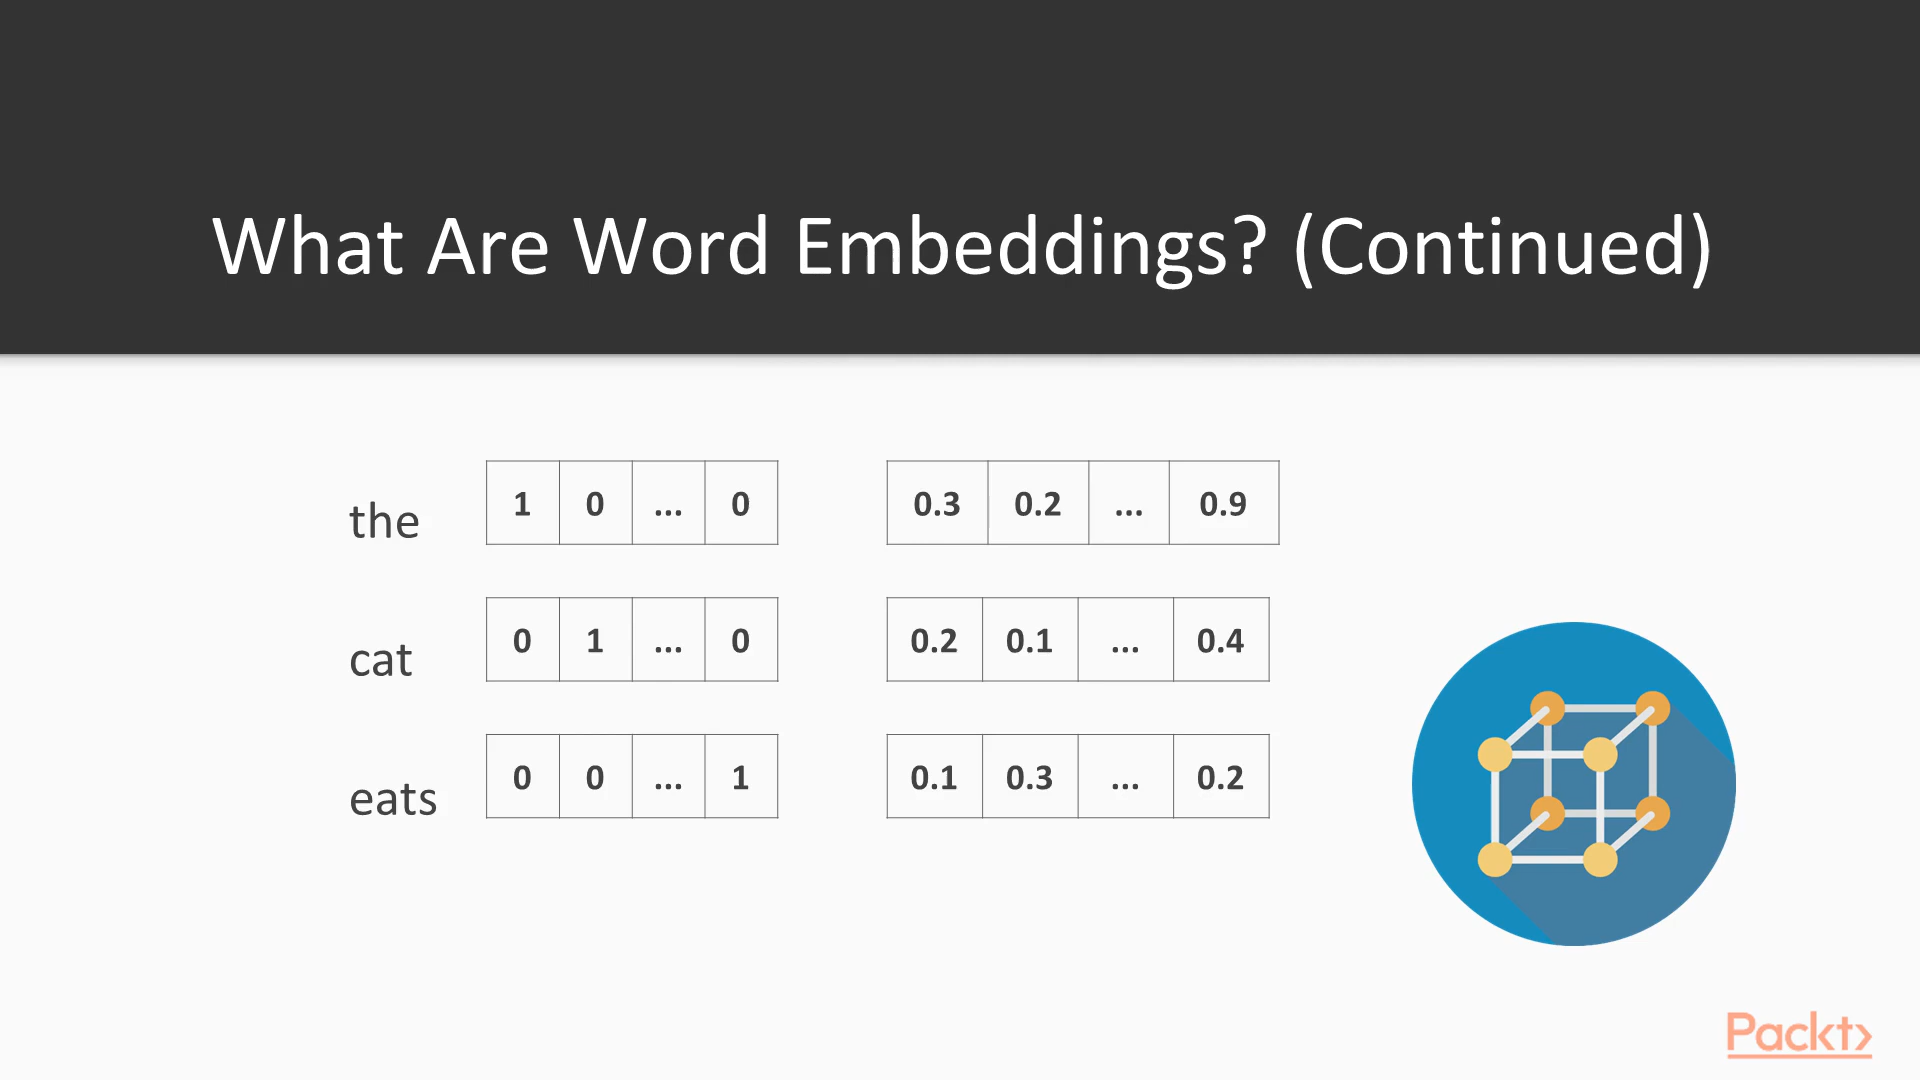 What Are Word Embeddings? (Continued)
the 1 0 ... 0 0.3 0.2 ... 0.9
cat 0 1 ... 0 0.2 0.1 ... 0.4
eats 0 0 ... 1 0.1 0.3 ... 0.2
Packt>